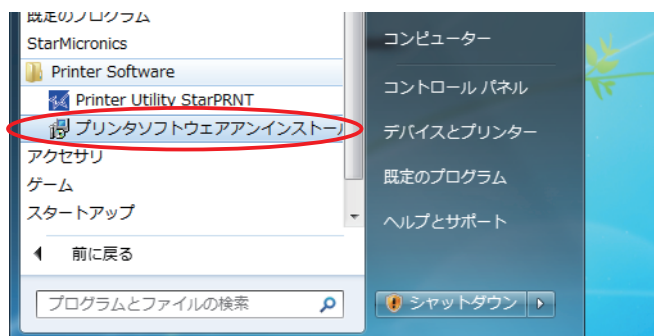 既定のプログラム
StarMicronics
Printer Software
Printer Utility StarPRNT
プリンタソフトウェアアンインストール
アクセサリ
ゲーム
スタートアップ
前に戻る
プログラムとファイルの検索
コンピューター
コントロール パネル
デバイスとプリンター
既定のプログラム
ヘルプとサポート
シャットダウン